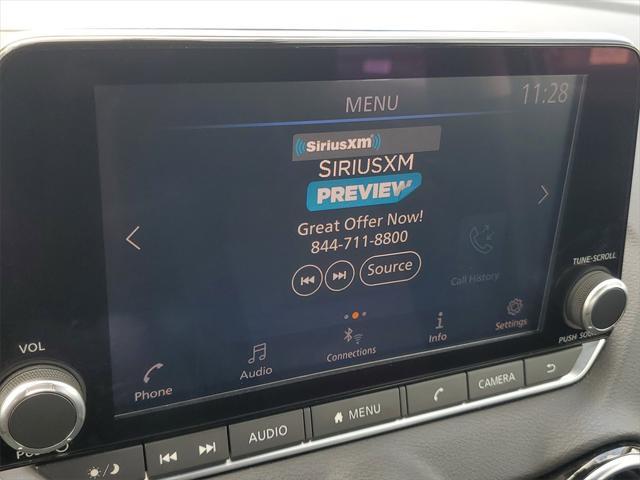 MENU
11:28
SiriusXm
SIRIUSXM
PREVIEW
Great Offer Now!
844-711-8800
Source
Call History
TUNE·SCROLL
Phone
Audio
Connections
Info
Settings
VOL
AUDIO
MENU
CAMERA